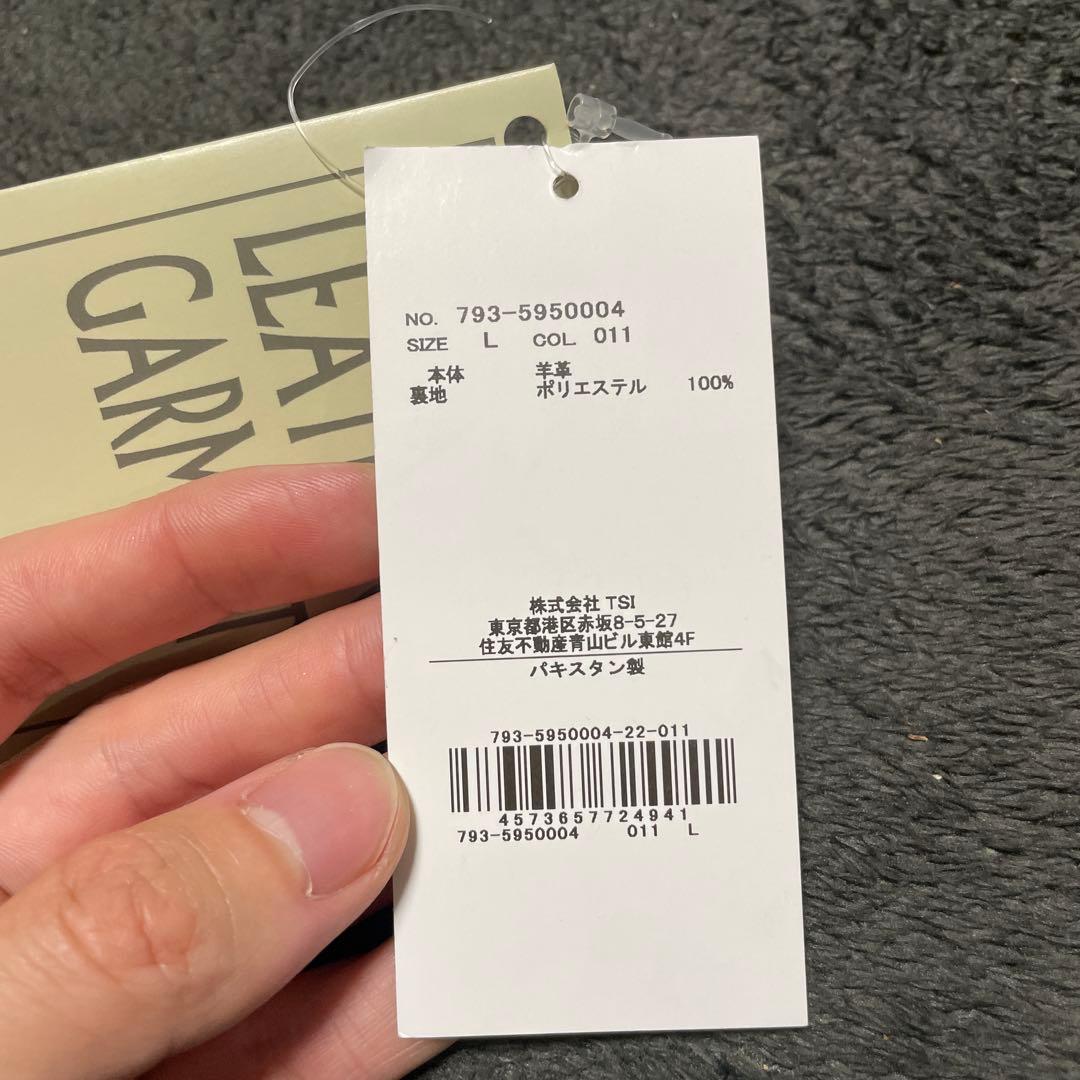 NO. 793-5950004
SIZE L COL. 011
本体 羊革
裏地 ポリエステル 100%
株式会社 TSI
東京都港区赤坂8-5-27
住友不動産青山ビル東館4F
パキスタン製
793-5950004-22-011
4573657724941
793-5950004 011 L